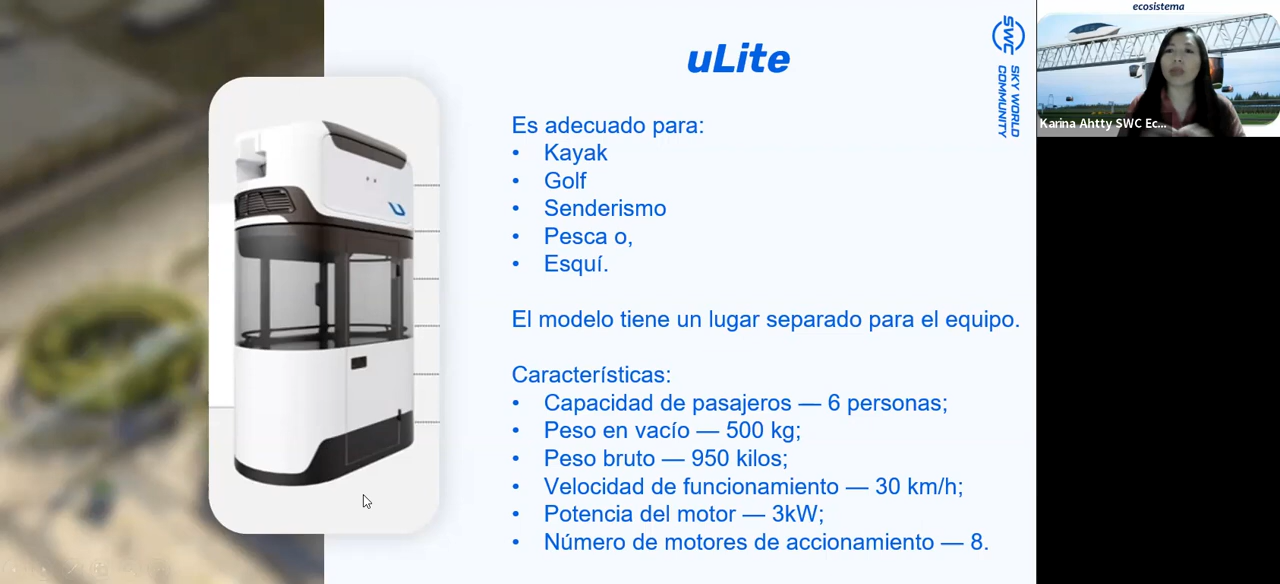 uLite
Es adecuado para:
• Kayak
• Golf
• Senderismo
• Pesca o,
• Esquí.
El modelo tiene un lugar separado para el equipo.
Características:
• Capacidad de pasajeros — 6 personas;
• Peso en vacío — 500 kg;
• Peso bruto — 950 kilos;
• Velocidad de funcionamiento — 30 km/h;
• Potencia del motor — 3kW;
• Número de motores de accionamiento — 8.
SWC
SKY WORLD
COMMUNITY
ecosistema
Karina Ahtty SWC Ec...